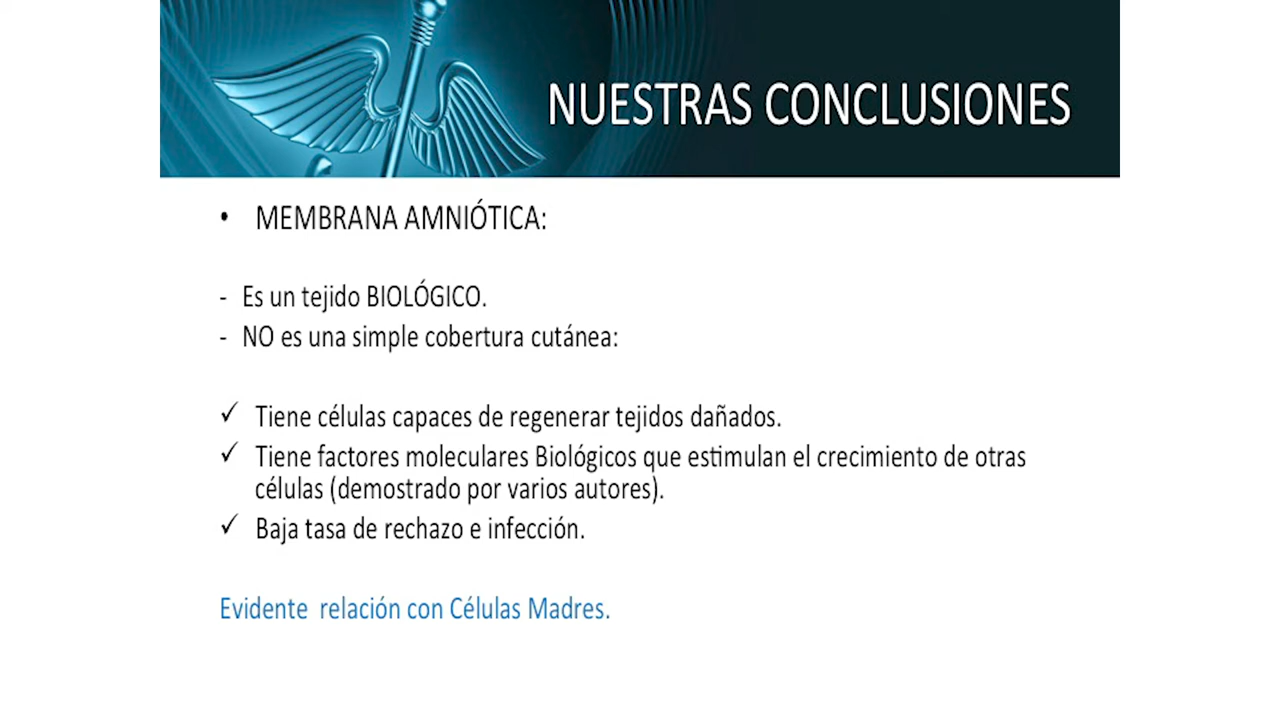 NUESTRAS CONCLUSIONES
• MEMBRANA AMNIÓTICA:
- Es un tejido BIOLÓGICO.
- NO es una simple cobertura cutánea:
✓ Tiene células capaces de regenerar tejidos dañados.
✓ Tiene factores moleculares Biológicos que estimulan el crecimiento de otras
células (demostrado por varios autores).
✓ Baja tasa de rechazo e infección.
Evidente relación con Células Madres.